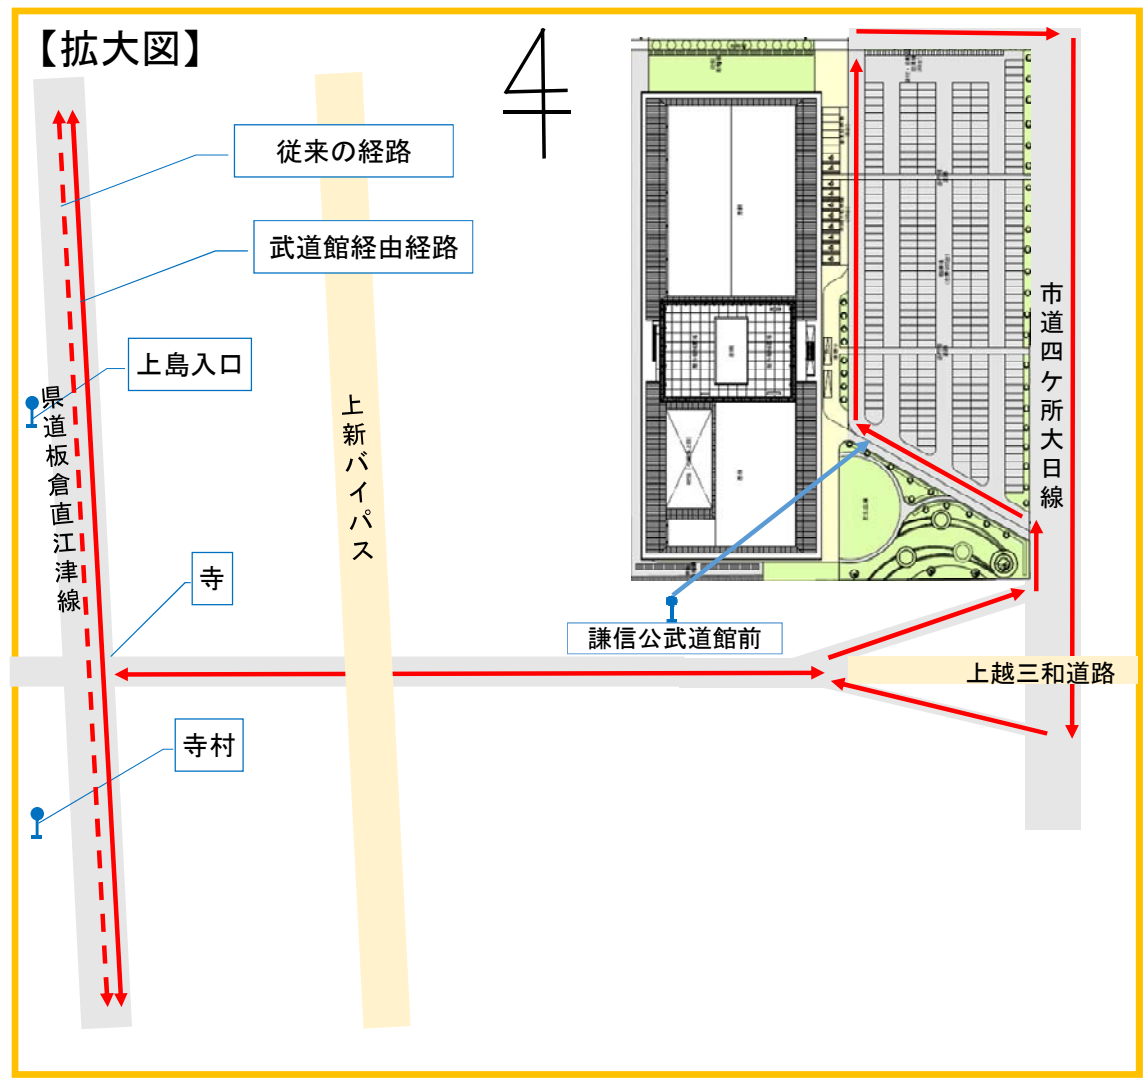 【拡大図】
従来の経路
武道館経由経路
上島入口
県道板倉直江津線
上新バイパス
市道四ケ所大日線
寺
謙信公武道館前
上越三和道路
寺村